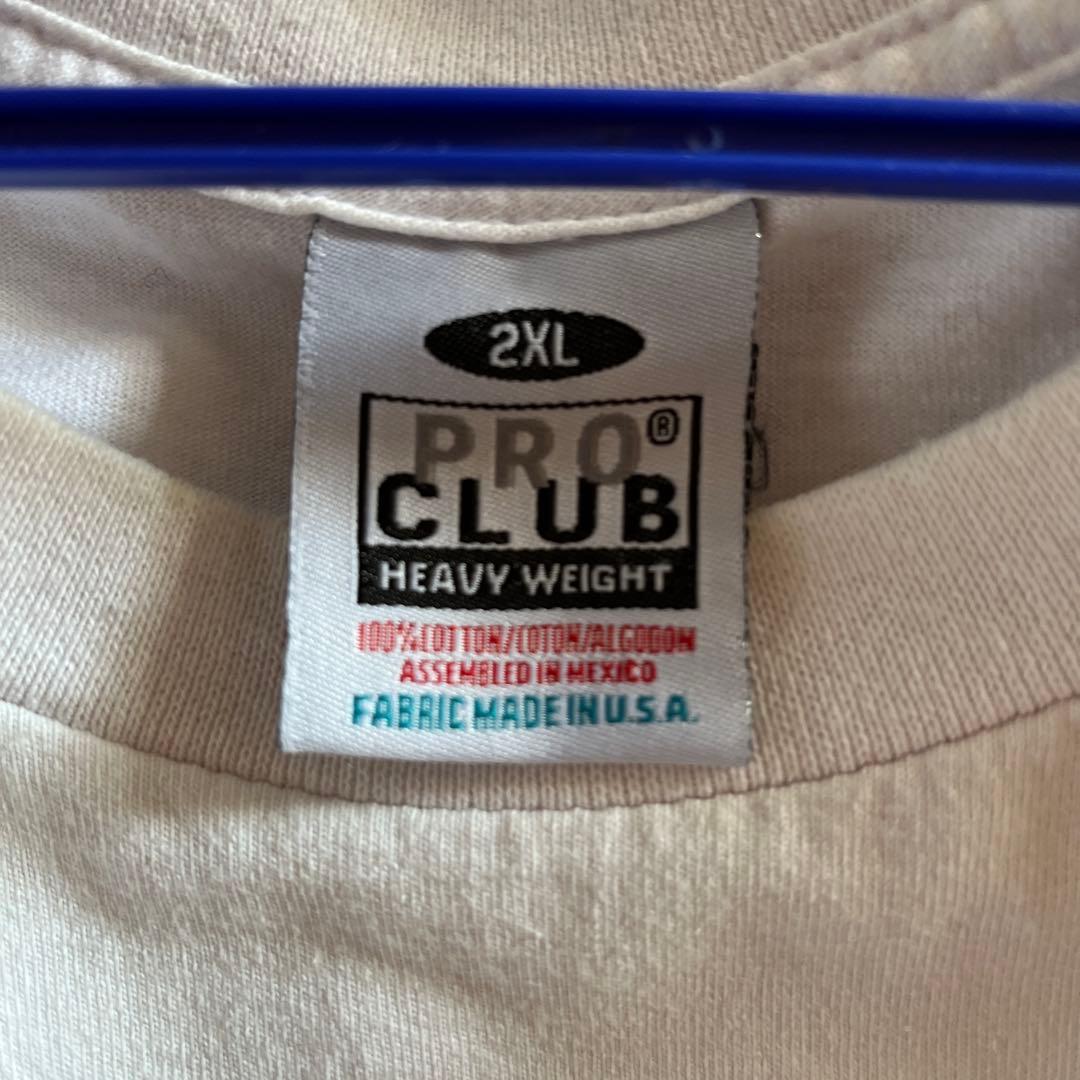 2XL
PRO®
CLUB
HEAVY WEIGHT
100% COTTON/COTON/ALGODON
ASSEMBLED IN MEXICO
FABRIC MADE IN U.S.A.